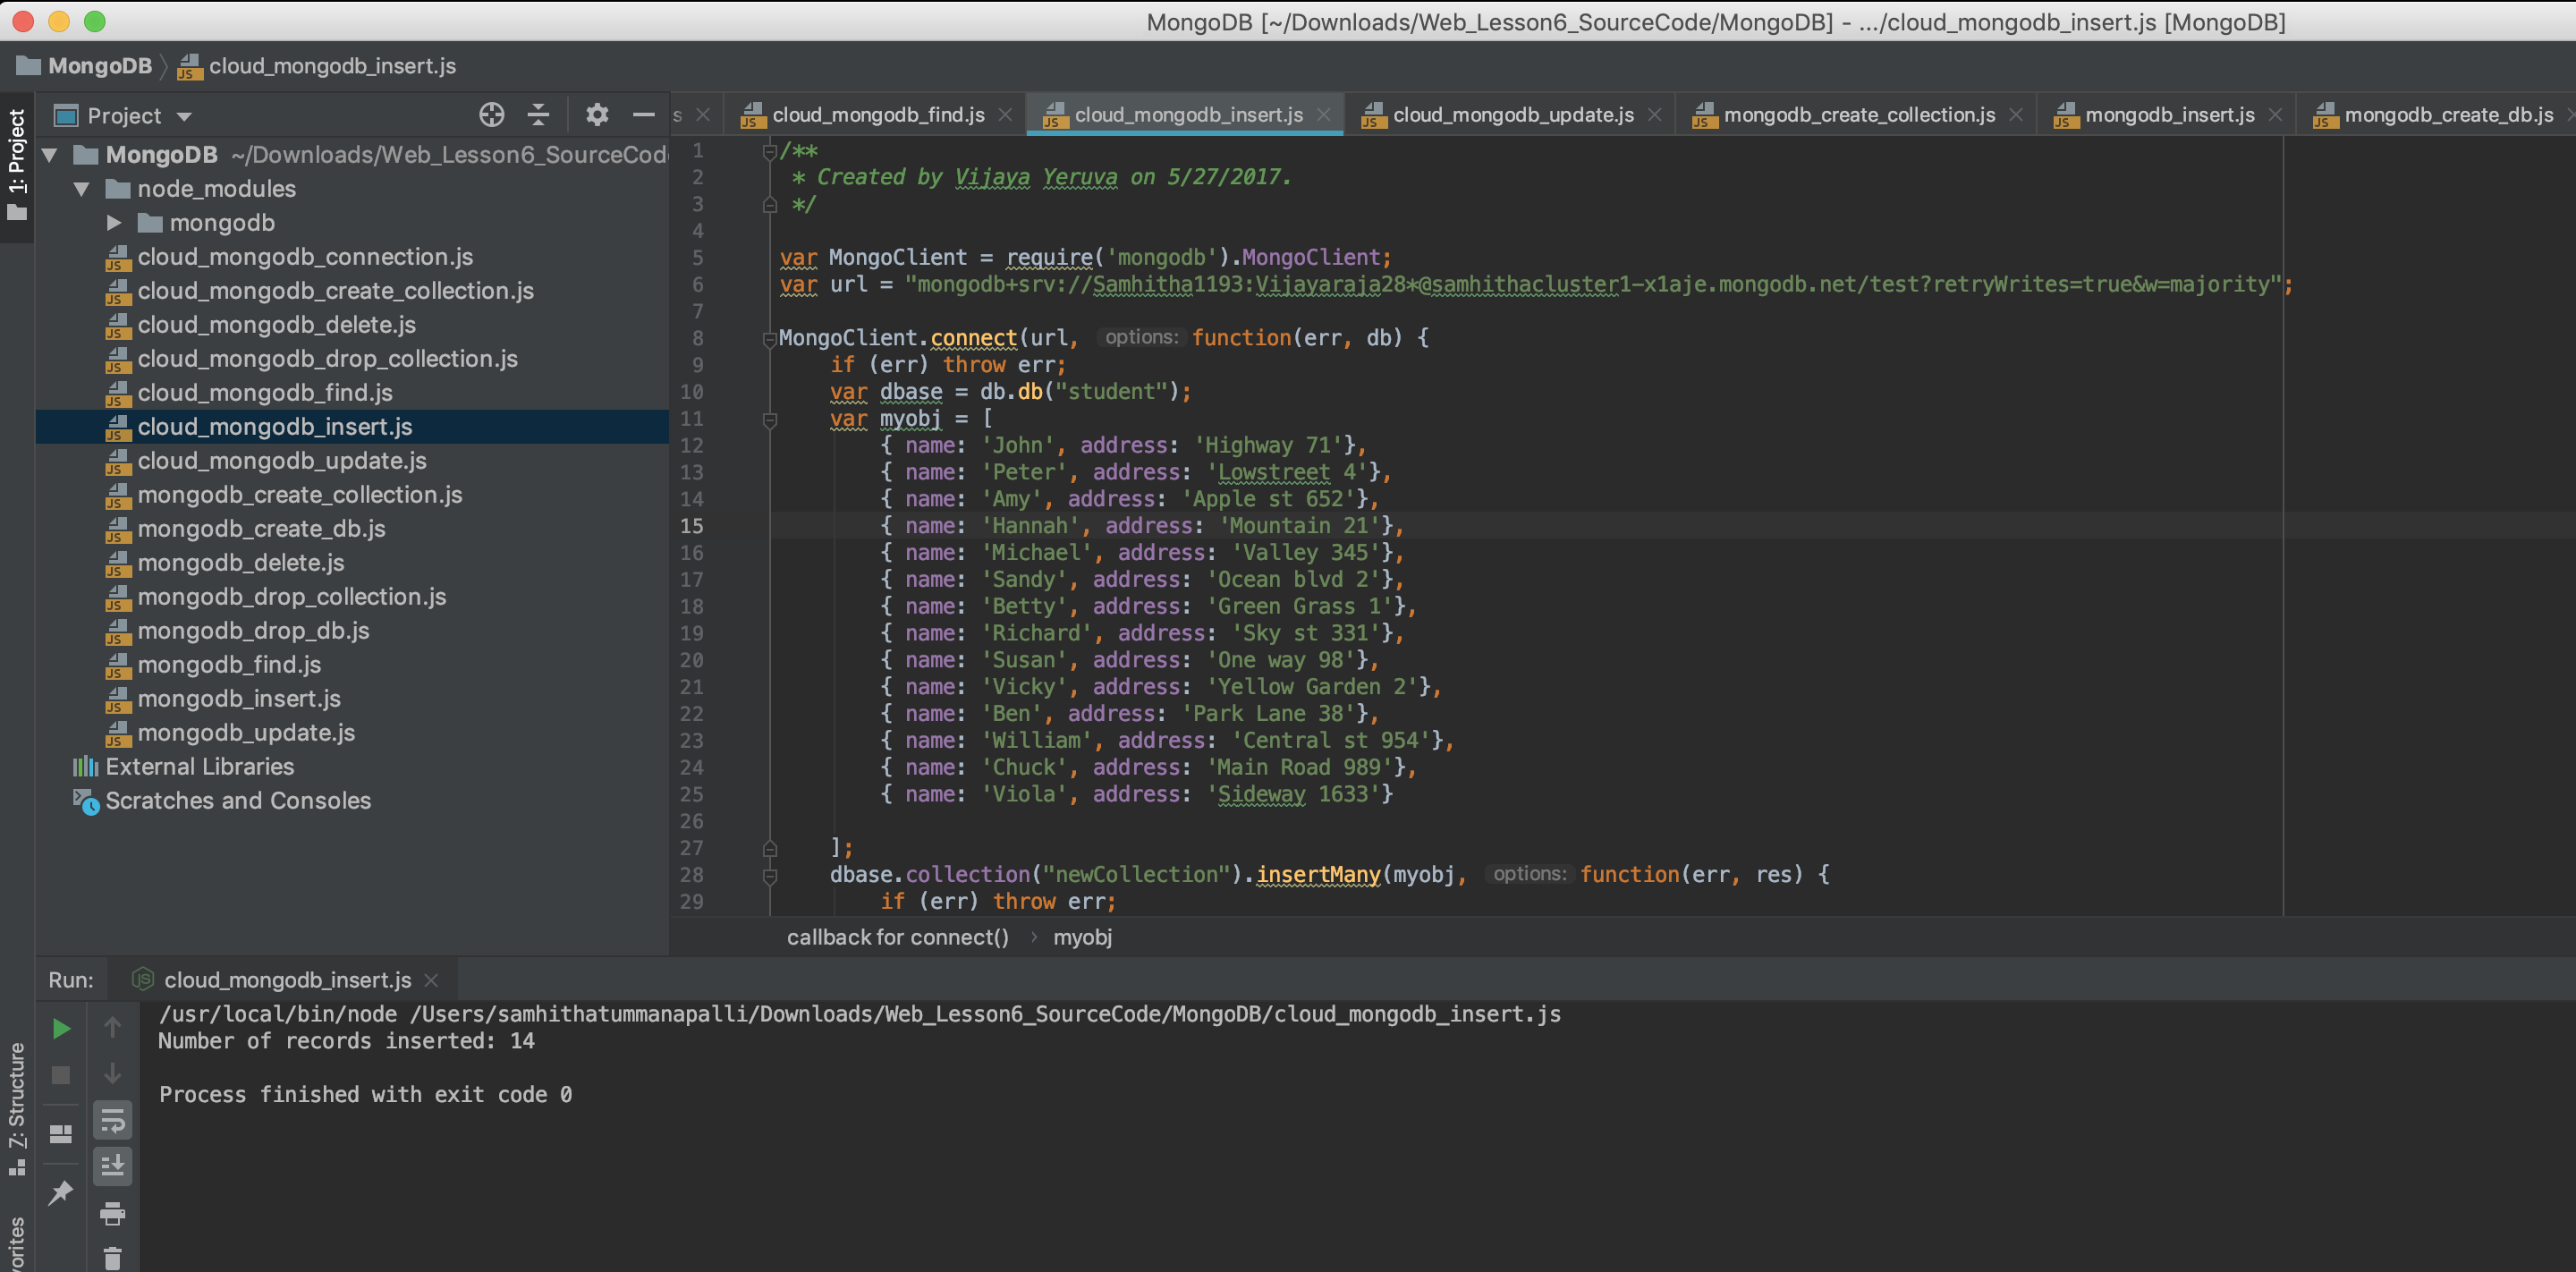 MongoDB [~/Downloads/Web_Lesson6_SourceCode/MongoDB] - .../cloud_mongodb_insert.js [MongoDB]
MongoDB cloud_mongodb_insert.js
Project
s cloud_mongodb_find.js cloud_mongodb_insert.js cloud_mongodb_update.js mongodb_create_collection.js mongodb_insert.js mongodb_create_db.js
1: Project
MongoDB ~/Downloads/Web_Lesson6_SourceCod
node_modules
mongodb
cloud_mongodb_connection.js
cloud_mongodb_create_collection.js
cloud_mongodb_delete.js
cloud_mongodb_drop_collection.js
cloud_mongodb_find.js
cloud_mongodb_insert.js
cloud_mongodb_update.js
mongodb_create_collection.js
mongodb_create_db.js
mongodb_delete.js
mongodb_drop_collection.js
mongodb_drop_db.js
mongodb_find.js
mongodb_insert.js
mongodb_update.js
External Libraries
Scratches and Consoles
1 /**
2 * Created by Vijaya Yeruva on 5/27/2017.
3 */
4
5 var MongoClient = require('mongodb').MongoClient;
6 var url = "mongodb+srv://Samhitha1193:Vijayaraja28*@samhithacluster1-x1aje.mongodb.net/test?retryWrites=true&w=majority";
7
8 MongoClient.connect(url, options: function(err, db) {
9 if (err) throw err;
10 var dbase = db.db("student");
11 var myobj = [
12 { name: 'John', address: 'Highway 71'},
13 { name: 'Peter', address: 'Lowstreet 4'},
14 { name: 'Amy', address: 'Apple st 652'},
15 { name: 'Hannah', address: 'Mountain 21'},
16 { name: 'Michael', address: 'Valley 345'},
17 { name: 'Sandy', address: 'Ocean blvd 2'},
18 { name: 'Betty', address: 'Green Grass 1'},
19 { name: 'Richard', address: 'Sky st 331'},
20 { name: 'Susan', address: 'One way 98'},
21 { name: 'Vicky', address: 'Yellow Garden 2'},
22 { name: 'Ben', address: 'Park Lane 38'},
23 { name: 'William', address: 'Central st 954'},
24 { name: 'Chuck', address: 'Main Road 989'},
25 { name: 'Viola', address: 'Sideway 1633'}
26
27 ];
28 dbase.collection("newCollection").insertMany(myobj, options: function(err, res) {
29 if (err) throw err;
callback for connect() › myobj
Run: cloud_mongodb_insert.js
/usr/local/bin/node /Users/samhithatummanapalli/Downloads/Web_Lesson6_SourceCode/MongoDB/cloud_mongodb_insert.js
Number of records inserted: 14
Process finished with exit code 0
7: Structure
vorites